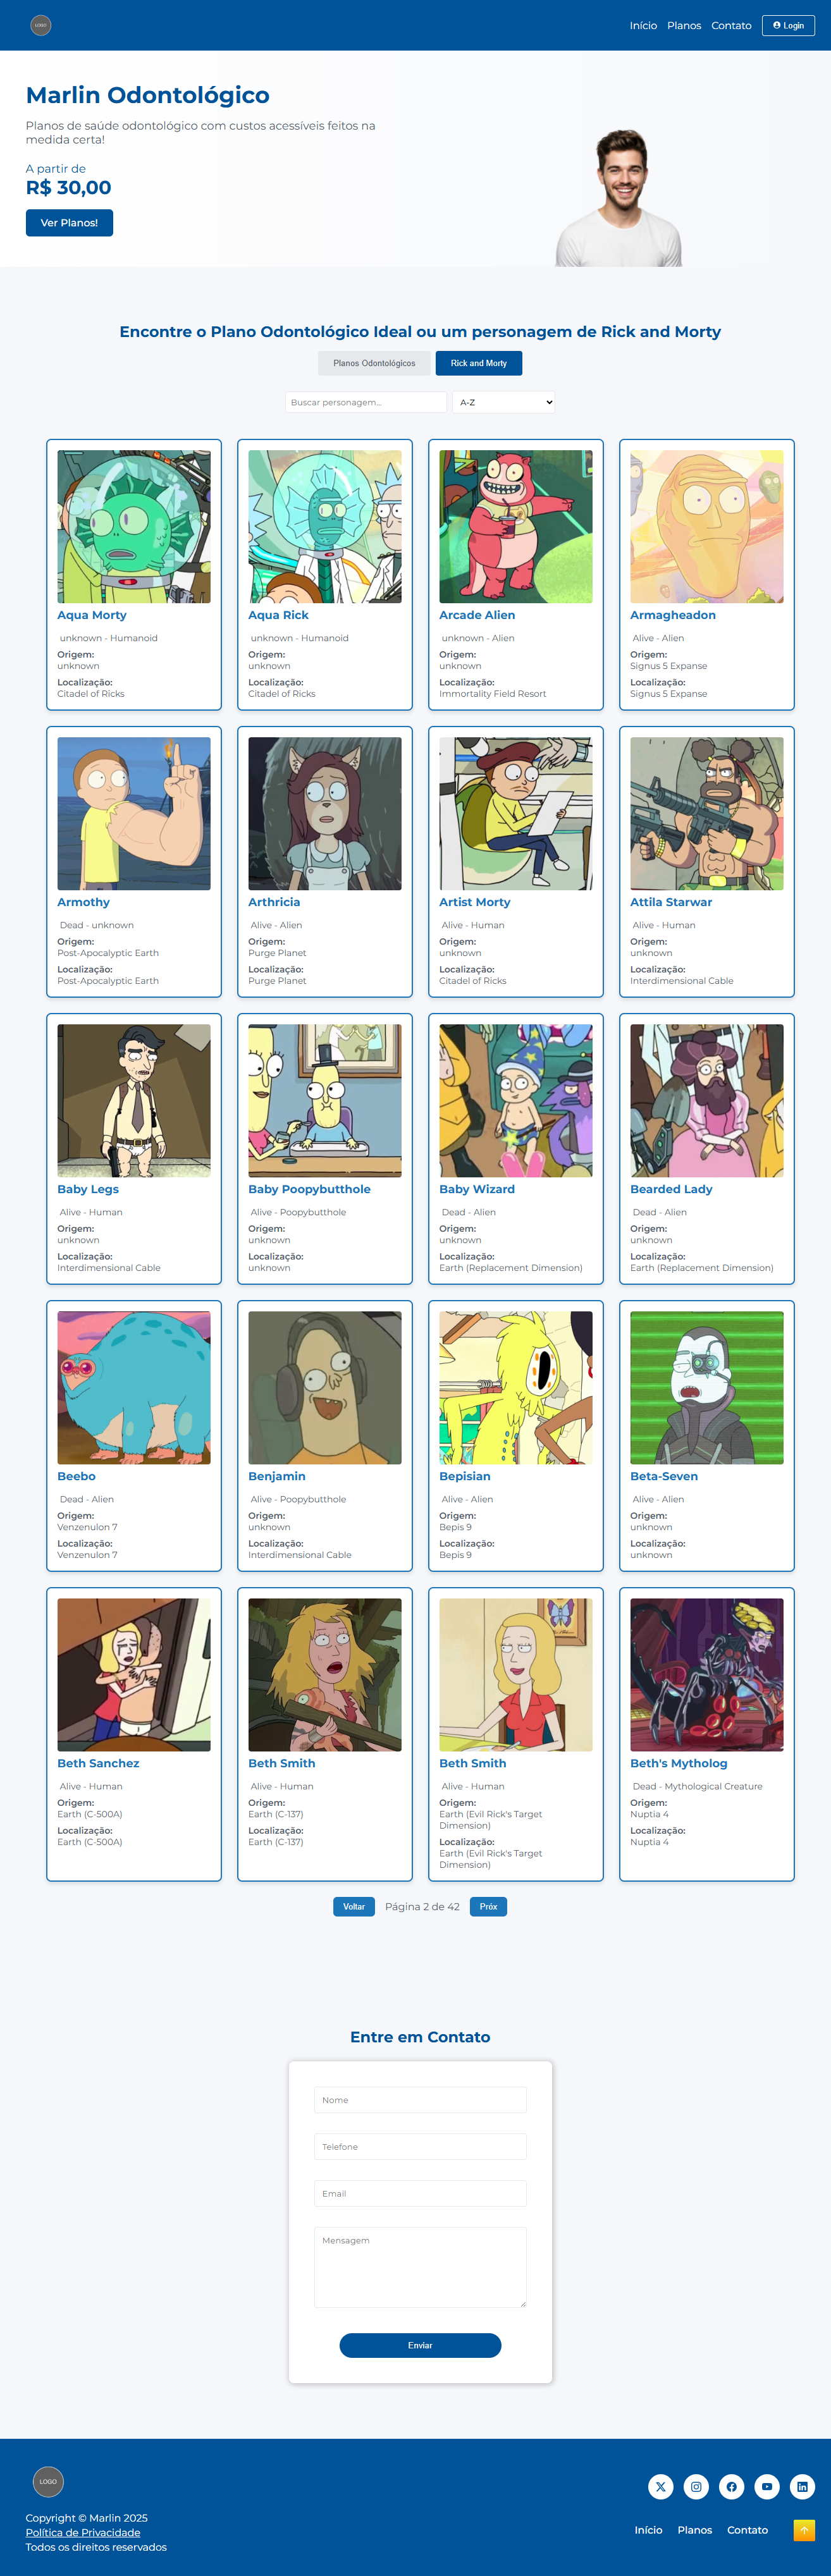 LOGO
Início Planos Contato Login
Marlin Odontológico
Planos de saúde odontológico com custos acessíveis feitos na
medida certa!
A partir de
R$ 30,00
Ver Planos!
Encontre o Plano Odontológico Ideal ou um personagem de Rick and Morty
Planos Odontológicos Rick and Morty
Buscar personagem... A-Z
Aqua Morty
unknown - Humanoid
Origem:
unknown
Localização:
Citadel of Ricks
Aqua Rick
unknown - Humanoid
Origem:
unknown
Localização:
Citadel of Ricks
Arcade Alien
unknown - Alien
Origem:
unknown
Localização:
Immortality Field Resort
Armagheadon
Alive - Alien
Origem:
Signus 5 Expanse
Localização:
Signus 5 Expanse
Armothy
Dead - unknown
Origem:
Post-Apocalyptic Earth
Localização:
Post-Apocalyptic Earth
Arthricia
Alive - Alien
Origem:
Purge Planet
Localização:
Purge Planet
Artist Morty
Alive - Human
Origem:
unknown
Localização:
Citadel of Ricks
Attila Starwar
Alive - Human
Origem:
unknown
Localização:
Interdimensional Cable
Baby Legs
Alive - Human
Origem:
unknown
Localização:
Interdimensional Cable
Baby Poopybutthole
Alive - Poopybutthole
Origem:
unknown
Localização:
unknown
Baby Wizard
Dead - Alien
Origem:
unknown
Localização:
Earth (Replacement Dimension)
Bearded Lady
Dead - Alien
Origem:
unknown
Localização:
Earth (Replacement Dimension)
Beebo
Dead - Alien
Origem:
Venzenulon 7
Localização:
Venzenulon 7
Benjamin
Alive - Poopybutthole
Origem:
unknown
Localização:
Interdimensional Cable
Bepisian
Alive - Alien
Origem:
Bepis 9
Localização:
Bepis 9
Beta-Seven
Alive - Alien
Origem:
unknown
Localização:
unknown
Beth Sanchez
Alive - Human
Origem:
Earth (C-500A)
Localização:
Earth (C-500A)
Beth Smith
Alive - Human
Origem:
Earth (C-137)
Localização:
Earth (C-137)
Beth Smith
Alive - Human
Origem:
Earth (Evil Rick's Target
Dimension)
Localização:
Earth (Evil Rick's Target
Dimension)
Beth's Mytholog
Dead - Mythological Creature
Origem:
Nuptia 4
Localização:
Nuptia 4
Voltar Página 2 de 42 Próx
Entre em Contato
Nome
Telefone
Email
Mensagem
Enviar
LOGO
Copyright © Marlin 2025
Política de Privacidade
Todos os direitos reservados
Início Planos Contato